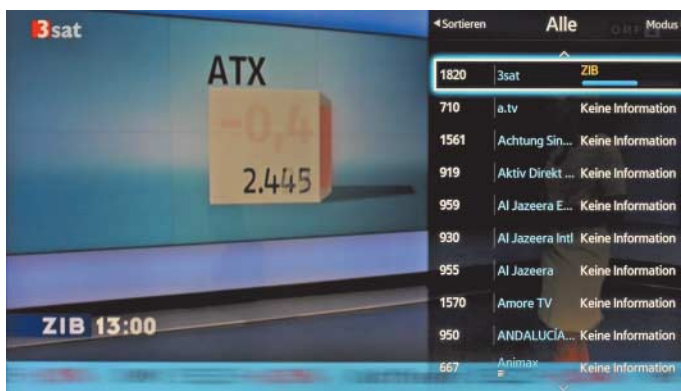 3sat
ATX
-0,4
2.445
ZIB 13:00
Sortieren Alle Modus
1820 3sat ZIB
710 a.tv Keine Information
1561 Achtung Sin... Keine Information
919 Aktiv Direkt ... Keine Information
959 Al Jazeera E... Keine Information
930 Al Jazeera Intl Keine Information
955 Al Jazeera Keine Information
1570 Amore TV Keine Information
950 ANDALUCÍA... Keine Information
667 Animax Keine Information